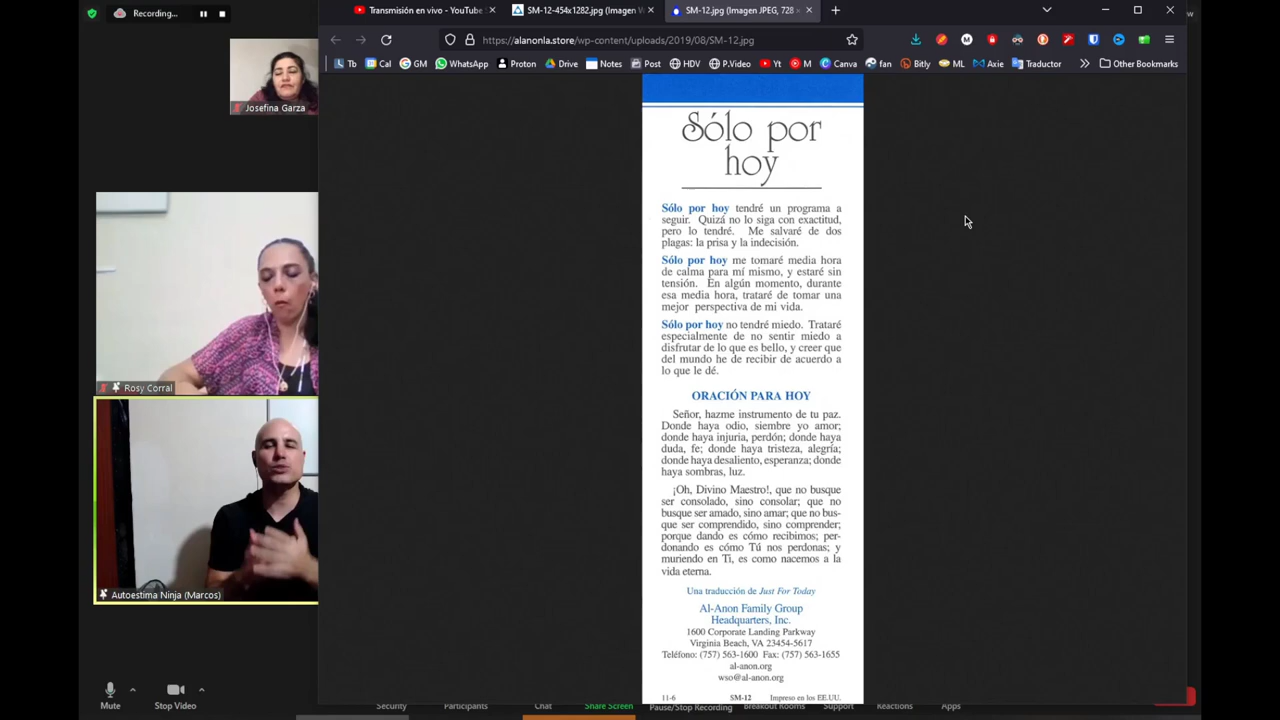 Recording...
Transmisión en vivo - YouTube
SM-12-454x1282.jpg (Imagen
SM-12.jpg (Imagen JPEG, 728 ×
https://alanonla.store/wp-content/uploads/2019/08/SM-12.jpg
Tb Cal GM WhatsApp Proton Drive Notes Post HDV P.Video Yt M Canva fan Bitly ML Axie Traductor Other Bookmarks
Josefina Garza
Rosy Corral
Autoestima Ninja (Marcos)
Sólo por
hoy
Sólo por hoy tendré un programa a
seguir. Quizá no lo siga con exactitud,
pero lo tendré. Me salvaré de dos
plagas: la prisa y la indecisión.
Sólo por hoy me tomaré media hora
de calma para mí mismo, y estaré sin
tensión. En algún momento, durante
esa media hora, trataré de tomar una
mejor perspectiva de mi vida.
Sólo por hoy no tendré miedo. Trataré
especialmente de no sentir miedo a
disfrutar de lo que es bello, y creer que
del mundo he de recibir de acuerdo a
lo que le dé.
ORACIÓN PARA HOY
Señor, hazme instrumento de tu paz.
Donde haya odio, siembre yo amor;
donde haya injuria, perdón; donde haya
duda, fe; donde haya tristeza, alegría;
donde haya desaliento, esperanza; donde
haya sombras, luz.
¡Oh, Divino Maestro!, que no busque
ser consolado, sino consolar; que no
busque ser amado, sino amar; que no bus-
que ser comprendido, sino comprender;
porque dando es cómo recibimos; per-
donando es cómo Tú nos perdonas; y
muriendo en Ti, es como nacemos a la
vida eterna.
Una traducción de Just For Today
Al-Anon Family Group
Headquarters, Inc.
1600 Corporate Landing Parkway
Virginia Beach, VA 23454-5617
Teléfono: (757) 563-1600 Fax: (757) 563-1655
al-anon.org
wso@al-anon.org
11-6 SM-12 Impreso en los EE.UU.
Mute Stop Video Security Participants Chat Share Screen Pause/Stop Recording Breakout Rooms Support Reactions Apps